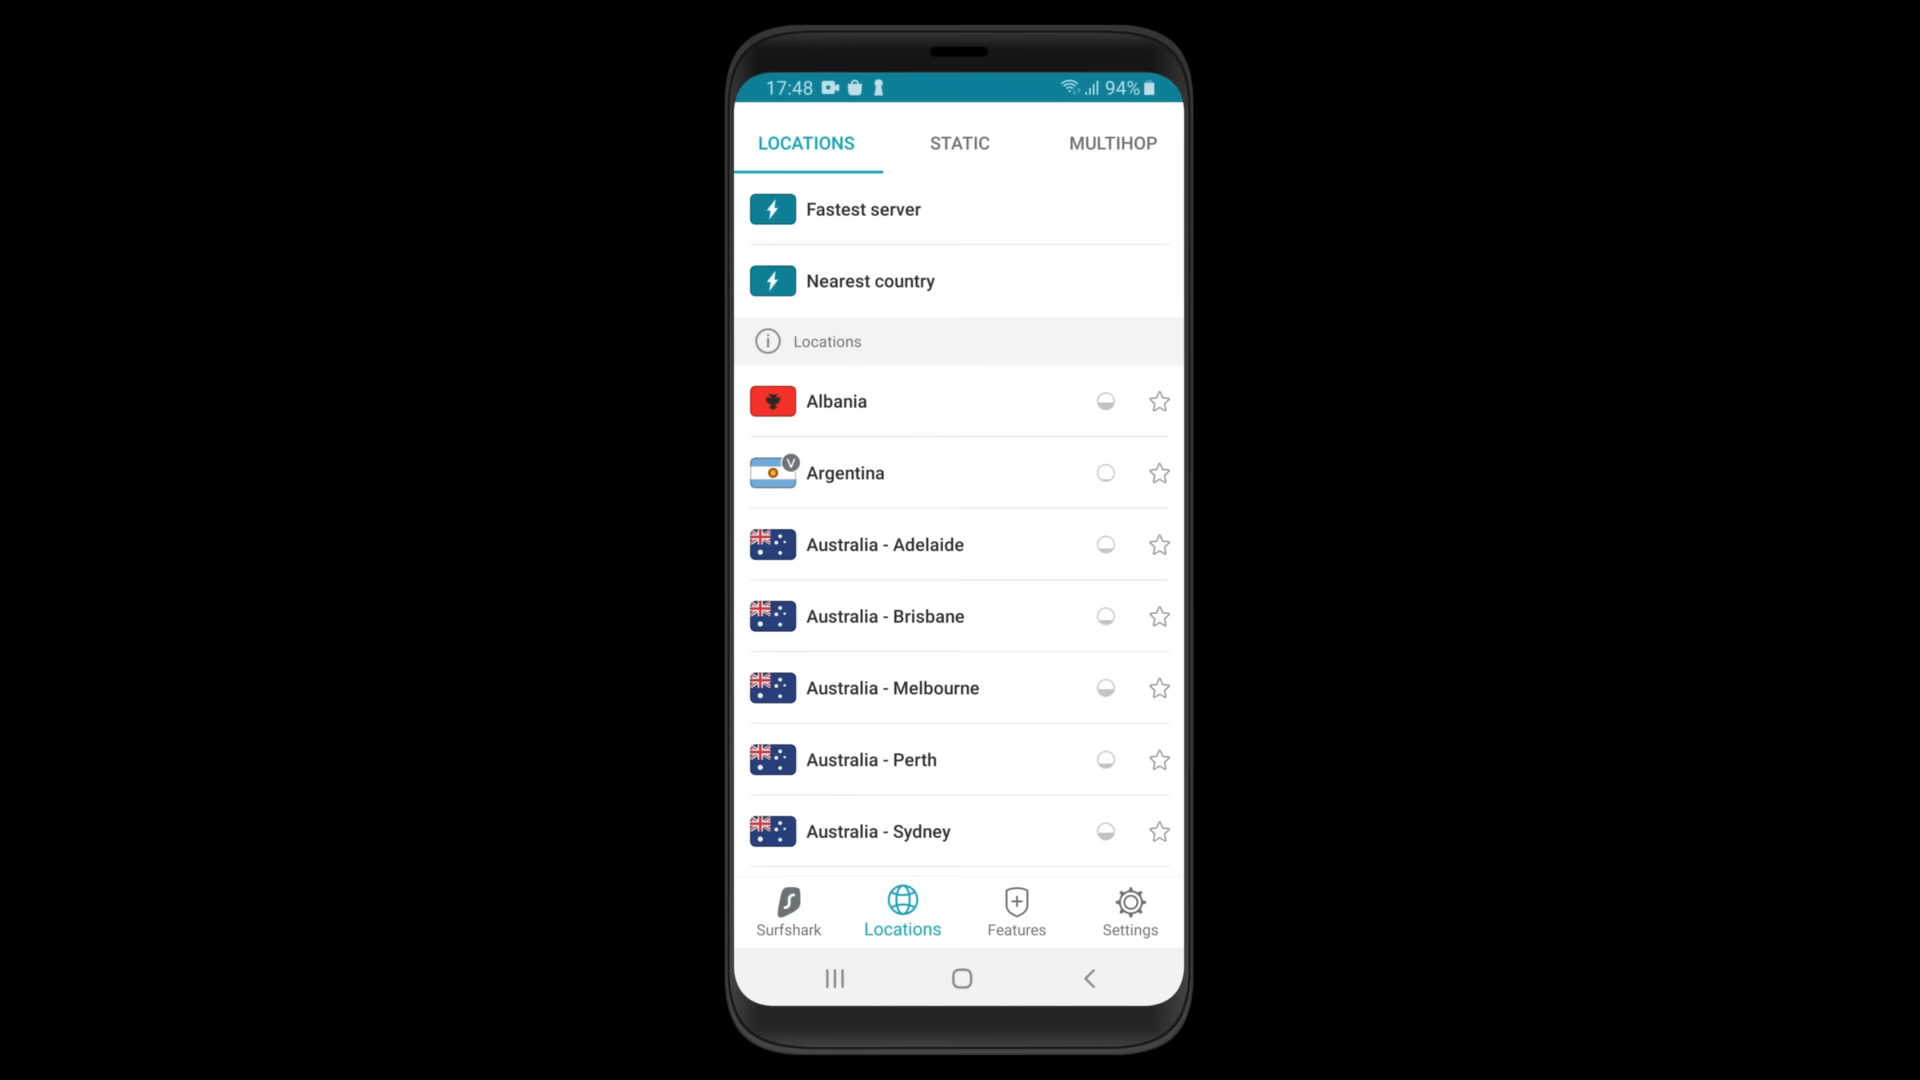 17:48 94%
LOCATIONS STATIC MULTIHOP
Fastest server
Nearest country
Locations
Albania
V
Argentina
Australia - Adelaide
Australia - Brisbane
Australia - Melbourne
Australia - Perth
Australia - Sydney
Surfshark Locations Features Settings